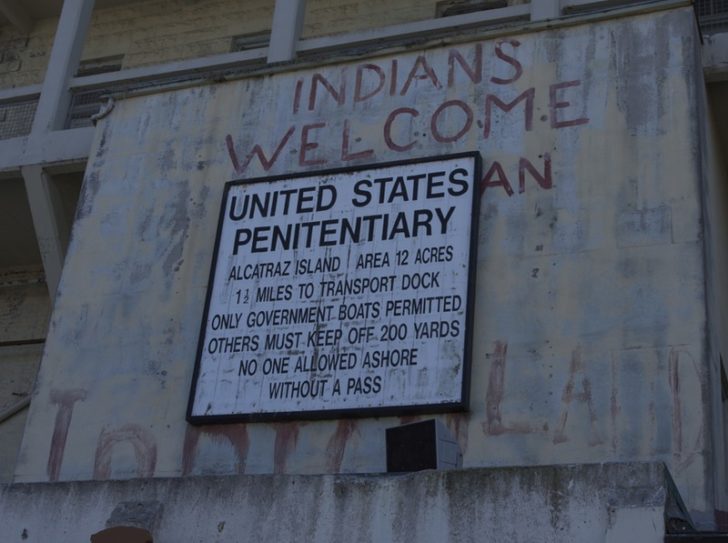 INDIANS
WELCOME
AN
UNITED STATES
PENITENTIARY
ALCATRAZ ISLAND AREA 12 ACRES
1½ MILES TO TRANSPORT DOCK
ONLY GOVERNMENT BOATS PERMITTED
OTHERS MUST KEEP OFF 200 YARDS
NO ONE ALLOWED ASHORE
WITHOUT A PASS
LAND